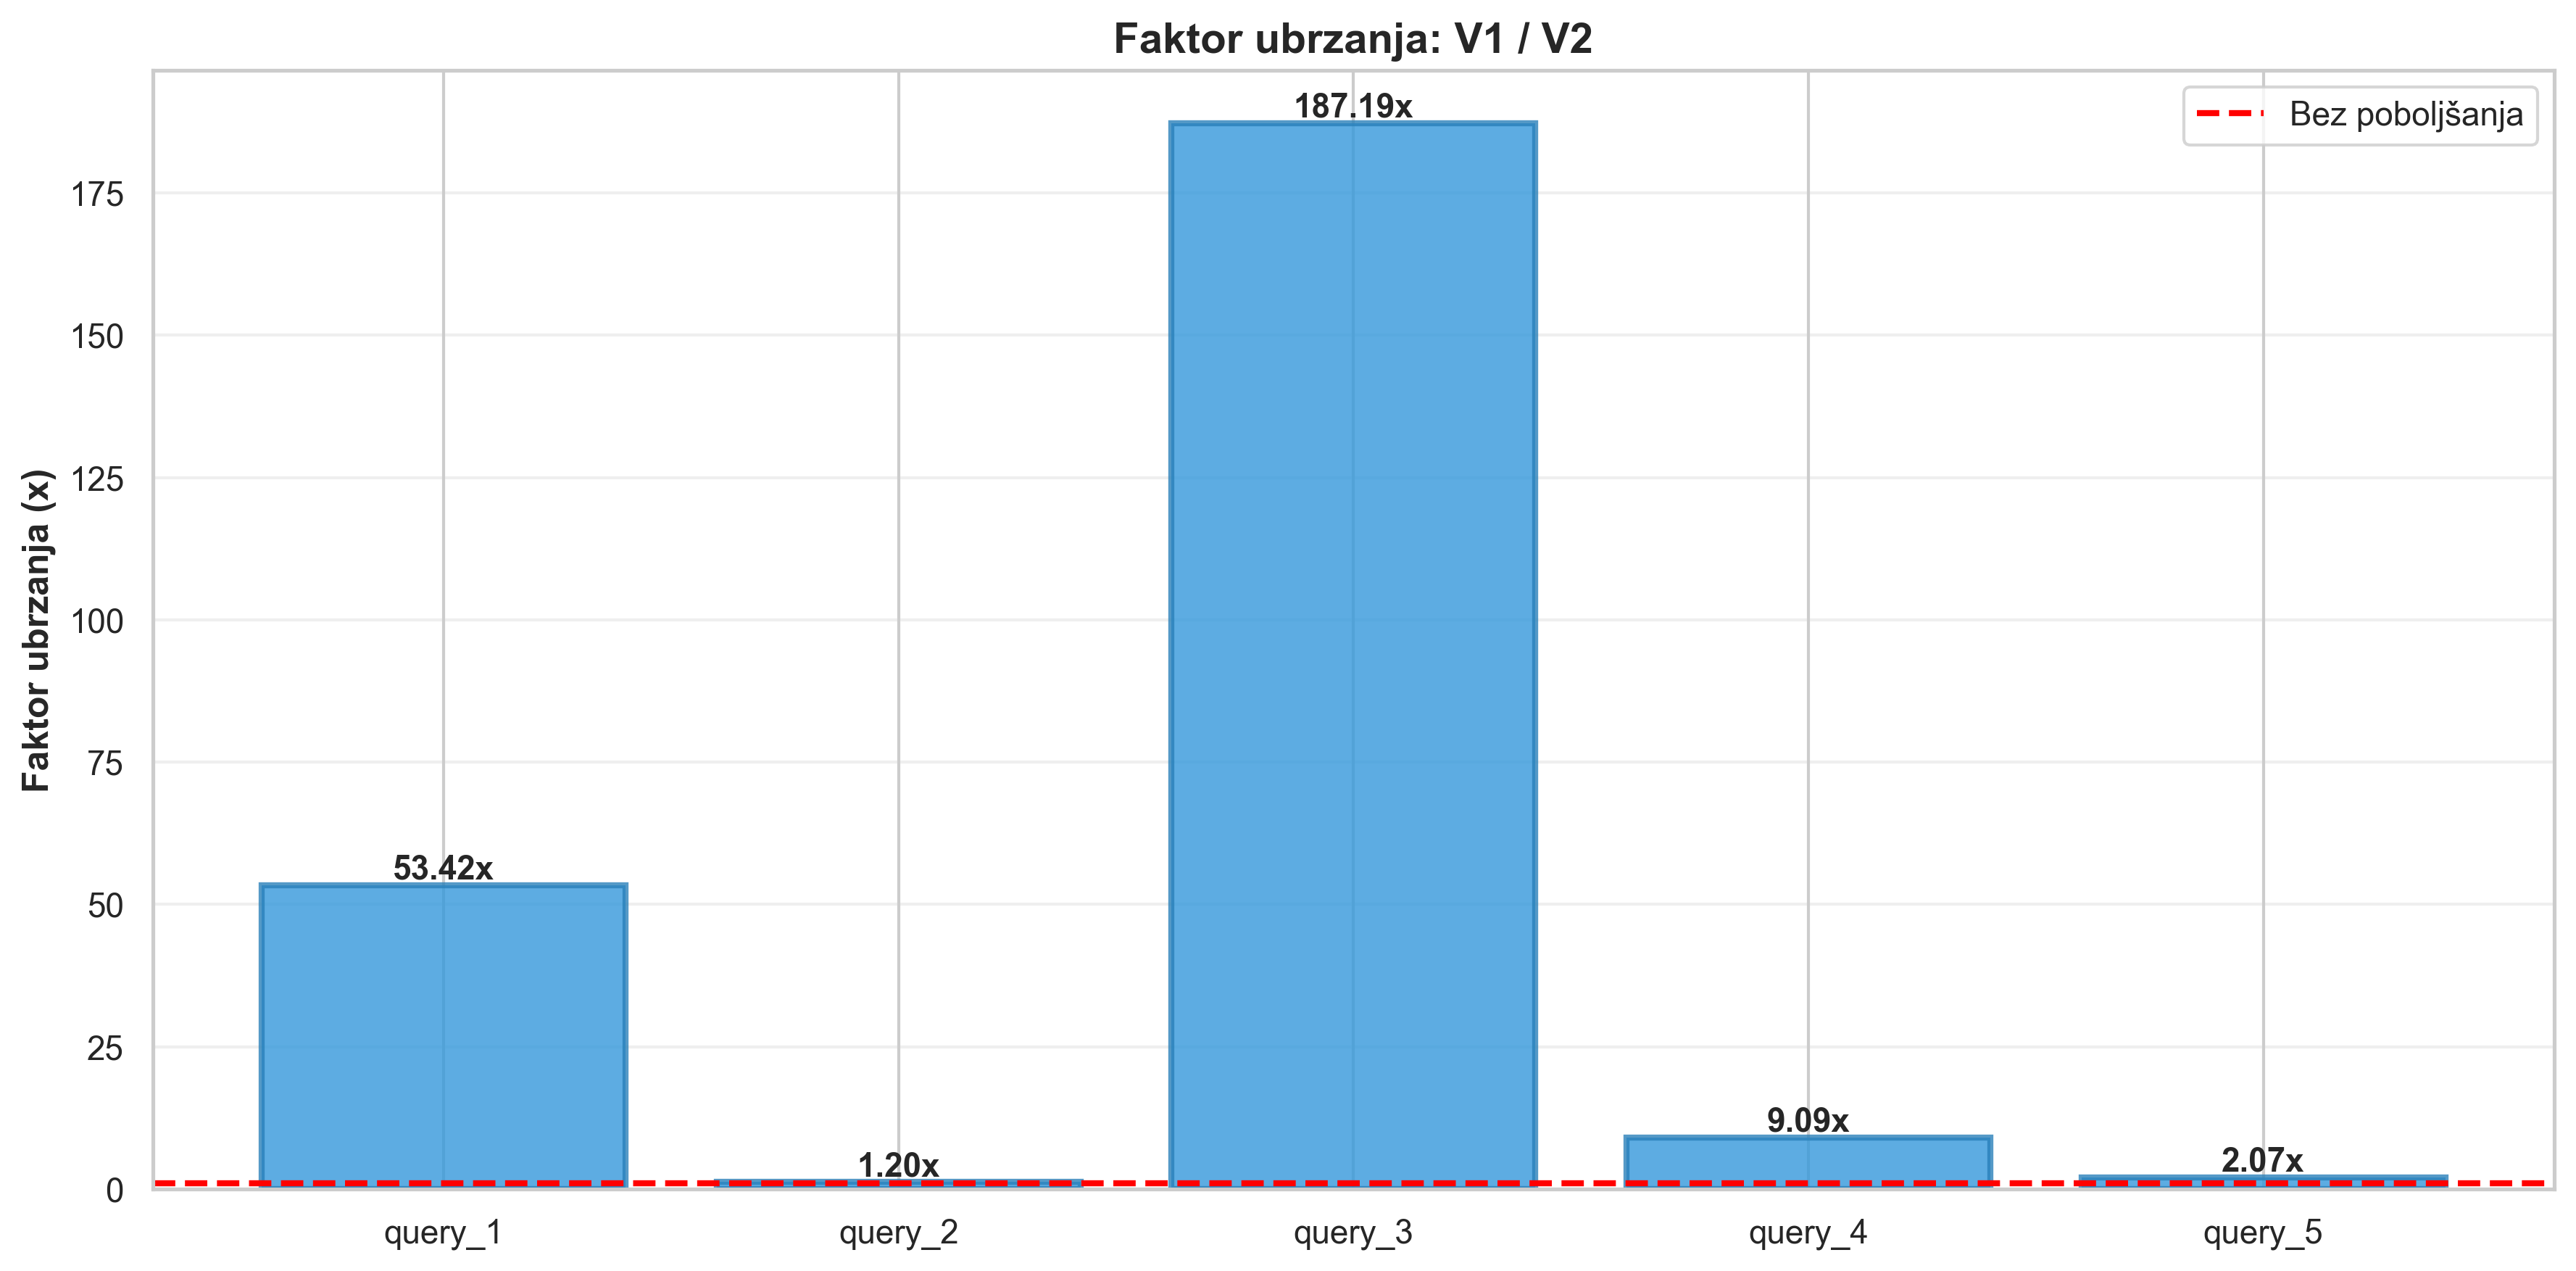 Faktor ubrzanja: V1 / V2
Bez poboljšanja
Faktor ubrzanja (x)
175
150
125
100
75
50
25
0
53.42x
1.20x
187.19x
9.09x
2.07x
query_1
query_2
query_3
query_4
query_5